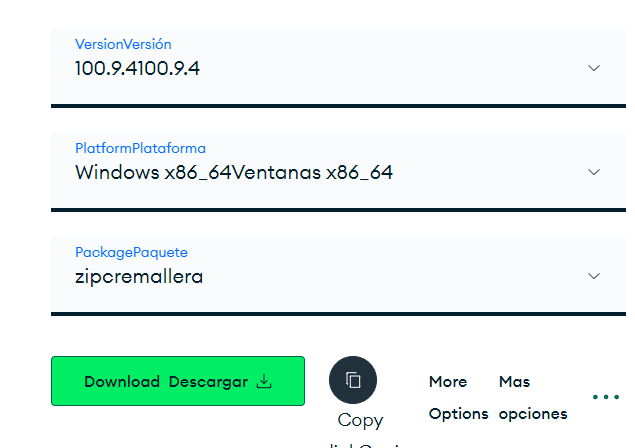 VersionVersión
100.9.4100.9.4
PlatformPlataforma
Windows x86_64Ventanas x86_64
PackagePaquete
zipcremallera
Download Descargar
More Mas
Options opciones
Copy